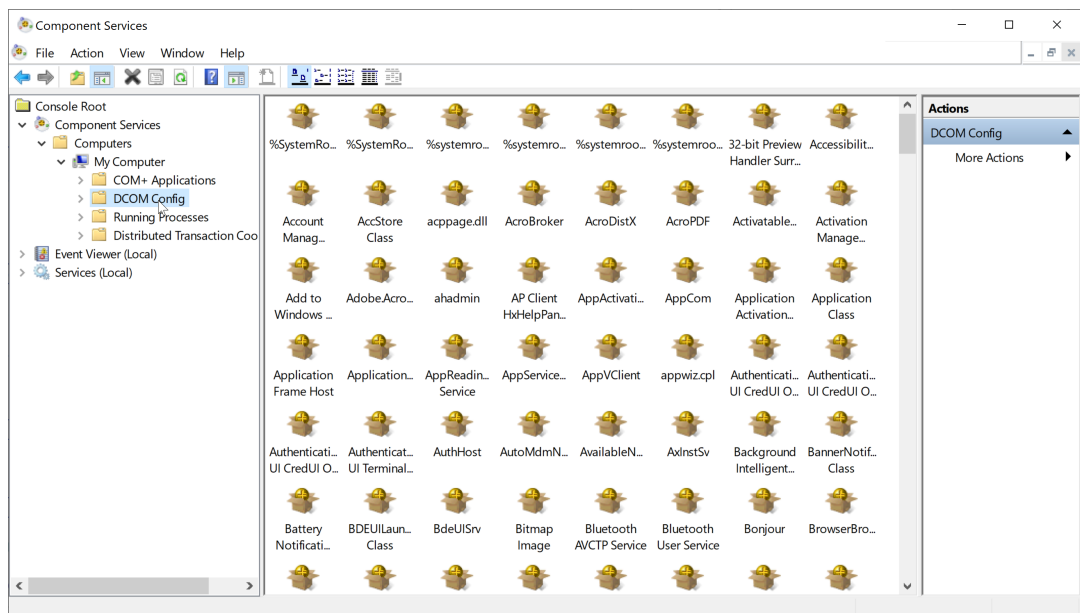 Component Services
File Action View Window Help
Console Root
Component Services
Computers
My Computer
COM+ Applications
DCOM Config
Running Processes
Distributed Transaction Coo
Event Viewer (Local)
Services (Local)
%SystemRo... %SystemRo... %systemro... %systemro... %systemroo... %systemroo... 32-bit Preview Accessibilit...
Handler Surr...
Account AccStore acppage.dll AcroBroker AcroDistX AcroPDF Activatable... Activation
Manag... Class Manage...
Add to Adobe.Acro... ahadmin AP Client AppActivati... AppCom Application Application
Windows ... HxHelpPan... Activation... Class
Application Application... AppReadin... AppService... AppVClient appwiz.cpl Authenticati... Authenticati...
Frame Host Service UI CredUI O... UI CredUI O...
Authenticati... Authenticat... AuthHost AutoMdmN... AvailableN... AxInstSv Background BannerNotif...
UI CredUI O... UI Terminal... Intelligent... Class
Battery BDEUILaun... BdeUISrv Bitmap Bluetooth Bluetooth Bonjour BrowserBro...
Notificati... Class Image AVCTP Service User Service
Actions
DCOM Config
More Actions